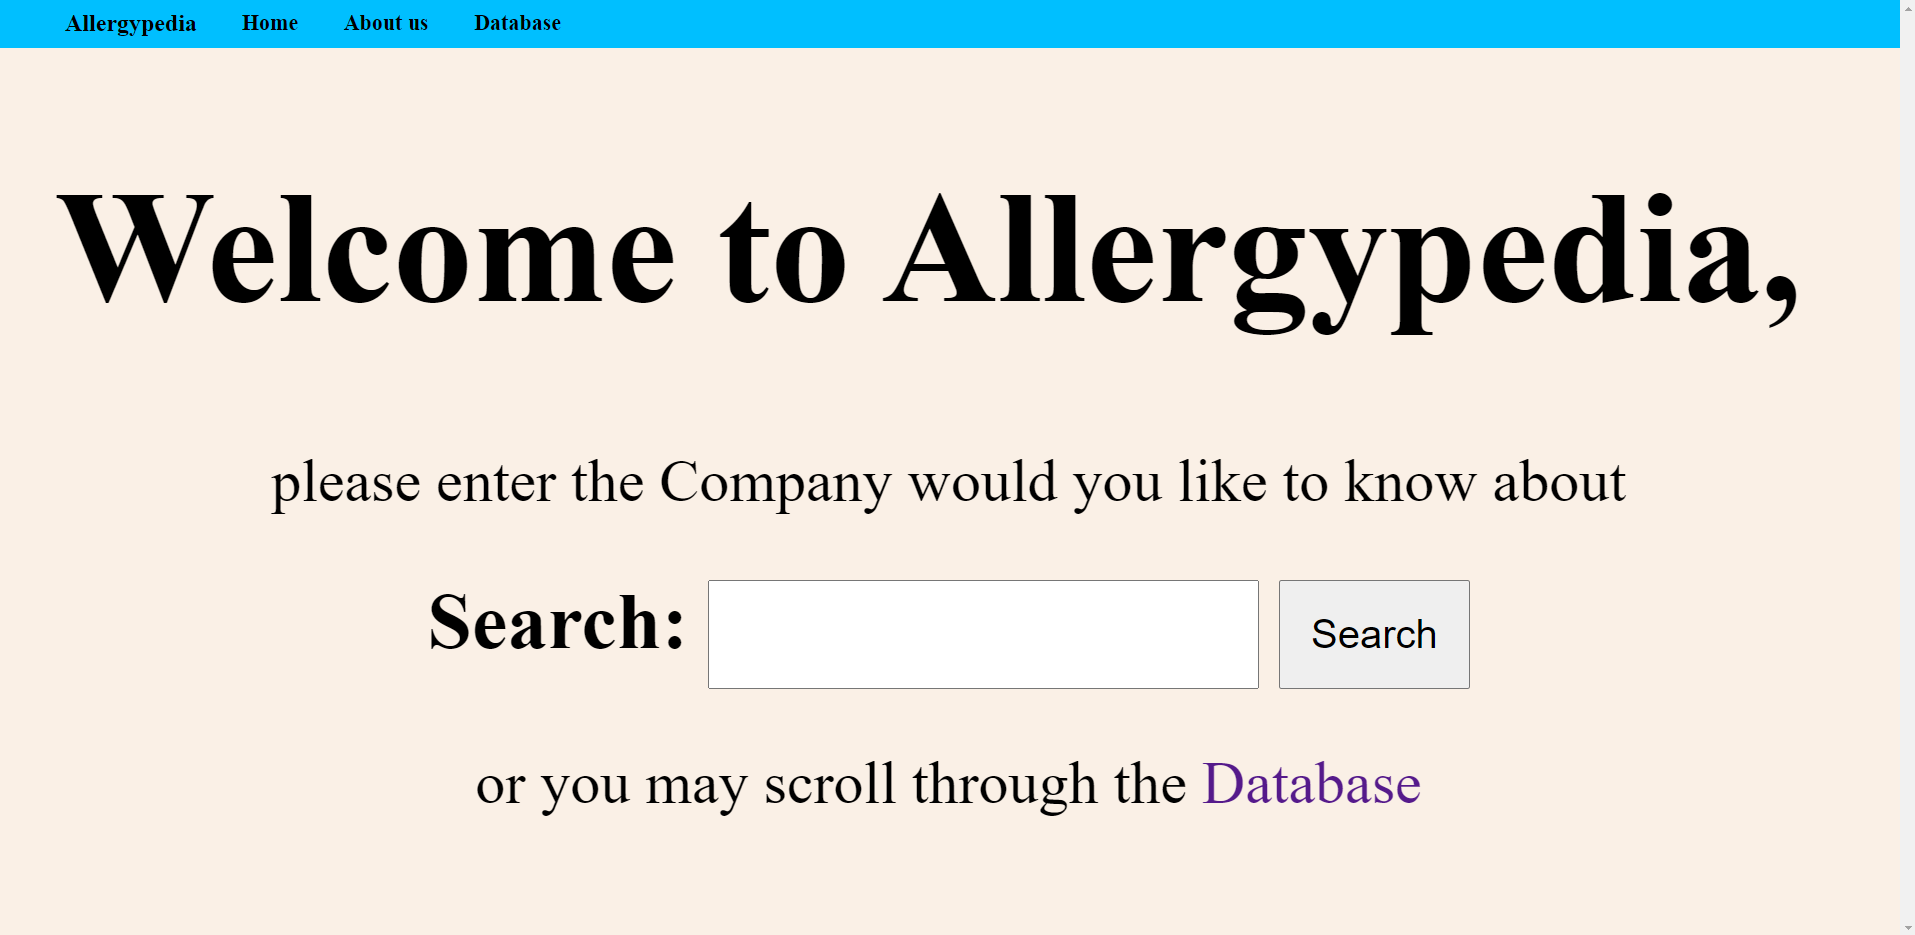 Allergypedia Home About us Database
Welcome to Allergypedia,
please enter the Company would you like to know about
Search: Search
or you may scroll through the Database